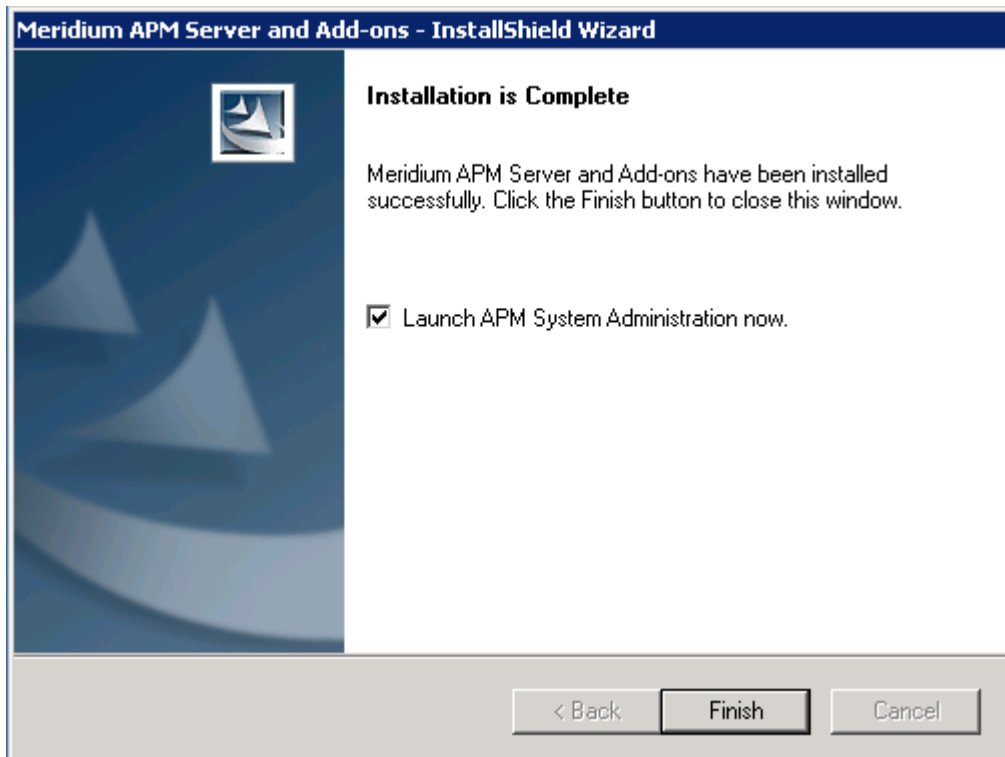 Meridium APM Server and Add-ons - InstallShield Wizard
Installation is Complete
Meridium APM Server and Add-ons have been installed
successfully. Click the Finish button to close this window.
Launch APM System Administration now.
< Back
Finish
Cancel